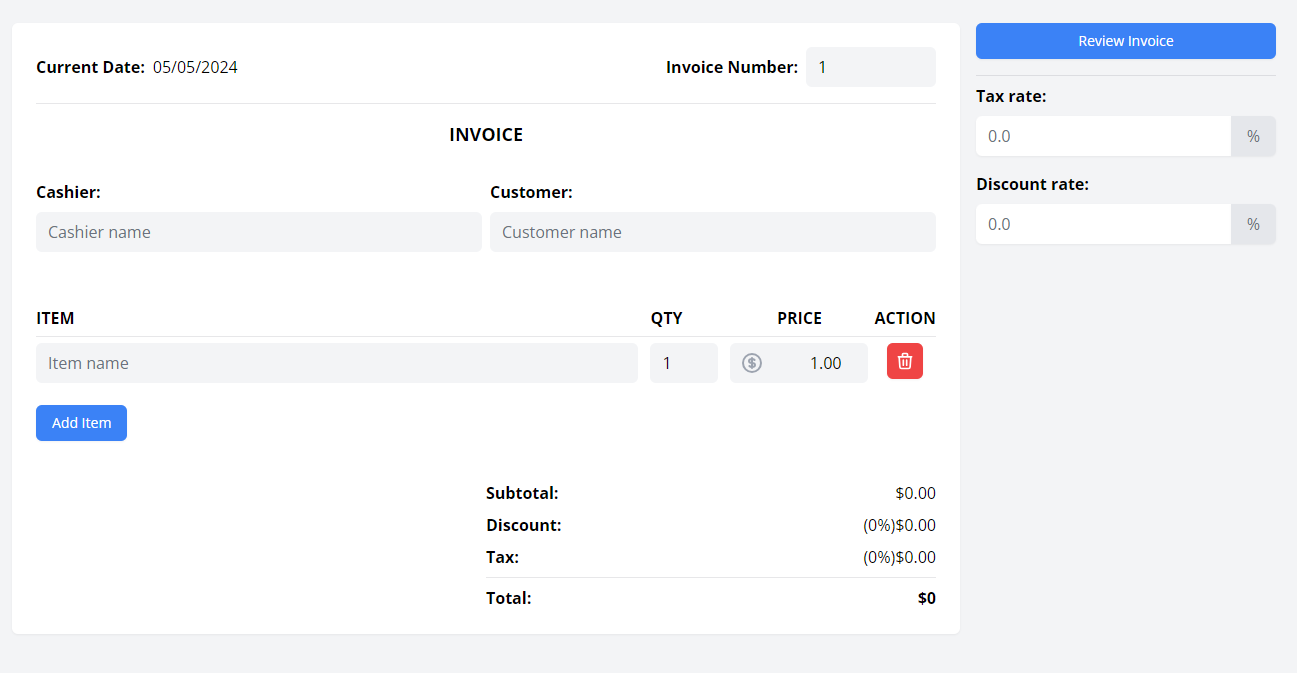 Current Date: 05/05/2024 Invoice Number: 1
INVOICE
Cashier: Customer:
Cashier name Customer name
ITEM QTY PRICE ACTION
Item name 1 $ 1.00
Add Item
Subtotal: $0.00
Discount: (0%)$0.00
Tax: (0%)$0.00
Total: $0
Review Invoice
Tax rate:
0.0 %
Discount rate:
0.0 %